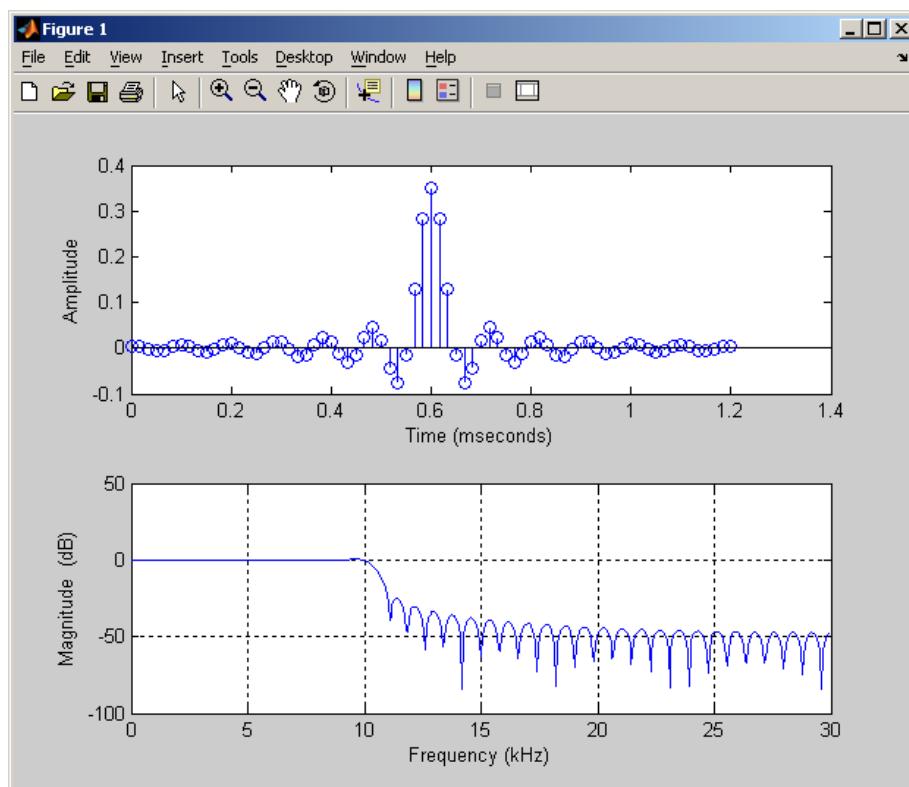 Figure 1
File Edit View Insert Tools Desktop Window Help
0.4
0.3
0.2
0.1
0
-0.1
Amplitude
0 0.2 0.4 0.6 0.8 1 1.2 1.4
Time (mseconds)
50
0
-50
-100
Magnitude (dB)
0 5 10 15 20 25 30
Frequency (kHz)